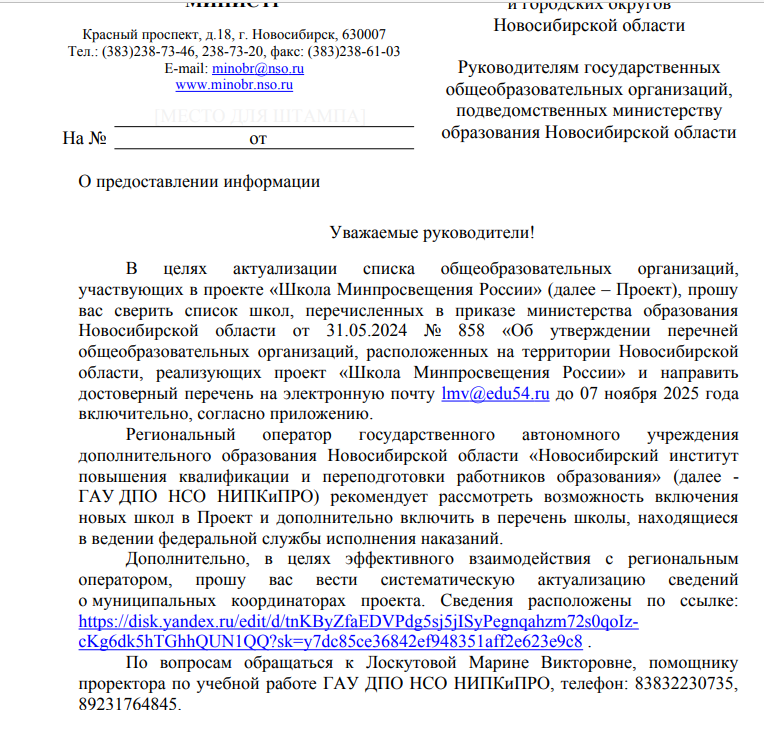 МИНИСТР
Красный проспект, д.18, г. Новосибирск, 630007
Тел.: (383)238-73-46, 238-73-20, факс: (383)238-61-03
E-mail: minobr@nso.ru
www.minobr.nso.ru
[МЕСТО ДЛЯ ШТАМПА]
На № от
и городских округов
Новосибирской области
Руководителям государственных
общеобразовательных организаций,
подведомственных министерству
образования Новосибирской области
О предоставлении информации
Уважаемые руководители!
В целях актуализации списка общеобразовательных организаций,
участвующих в проекте «Школа Минпросвещения России» (далее – Проект), прошу
вас сверить список школ, перечисленных в приказе министерства образования
Новосибирской области от 31.05.2024 № 858 «Об утверждении перечней
общеобразовательных организаций, расположенных на территории Новосибирской
области, реализующих проект «Школа Минпросвещения России» и направить
достоверный перечень на электронную почту lmv@edu54.ru до 07 ноября 2025 года
включительно, согласно приложению.
Региональный оператор государственного автономного учреждения
дополнительного образования Новосибирской области «Новосибирский институт
повышения квалификации и переподготовки работников образования» (далее -
ГАУ ДПО НСО НИПКиПРО) рекомендует рассмотреть возможность включения
новых школ в Проект и дополнительно включить в перечень школы, находящиеся
в ведении федеральной службы исполнения наказаний.
Дополнительно, в целях эффективного взаимодействия с региональным
оператором, прошу вас вести систематическую актуализацию сведений
о муниципальных координаторах проекта. Сведения расположены по ссылке:
https://disk.yandex.ru/edit/d/tnKByZfaEDVPdg5sj5jISyPegnqahzm72s0qoIz-
cKg6dk5hTGhhQUN1QQ?sk=y7dc85ce36842ef948351aff2e623e9c8 .
По вопросам обращаться к Лоскутовой Марине Викторовне, помощнику
проректора по учебной работе ГАУ ДПО НСО НИПКиПРО, телефон: 83832230735,
89231764845.